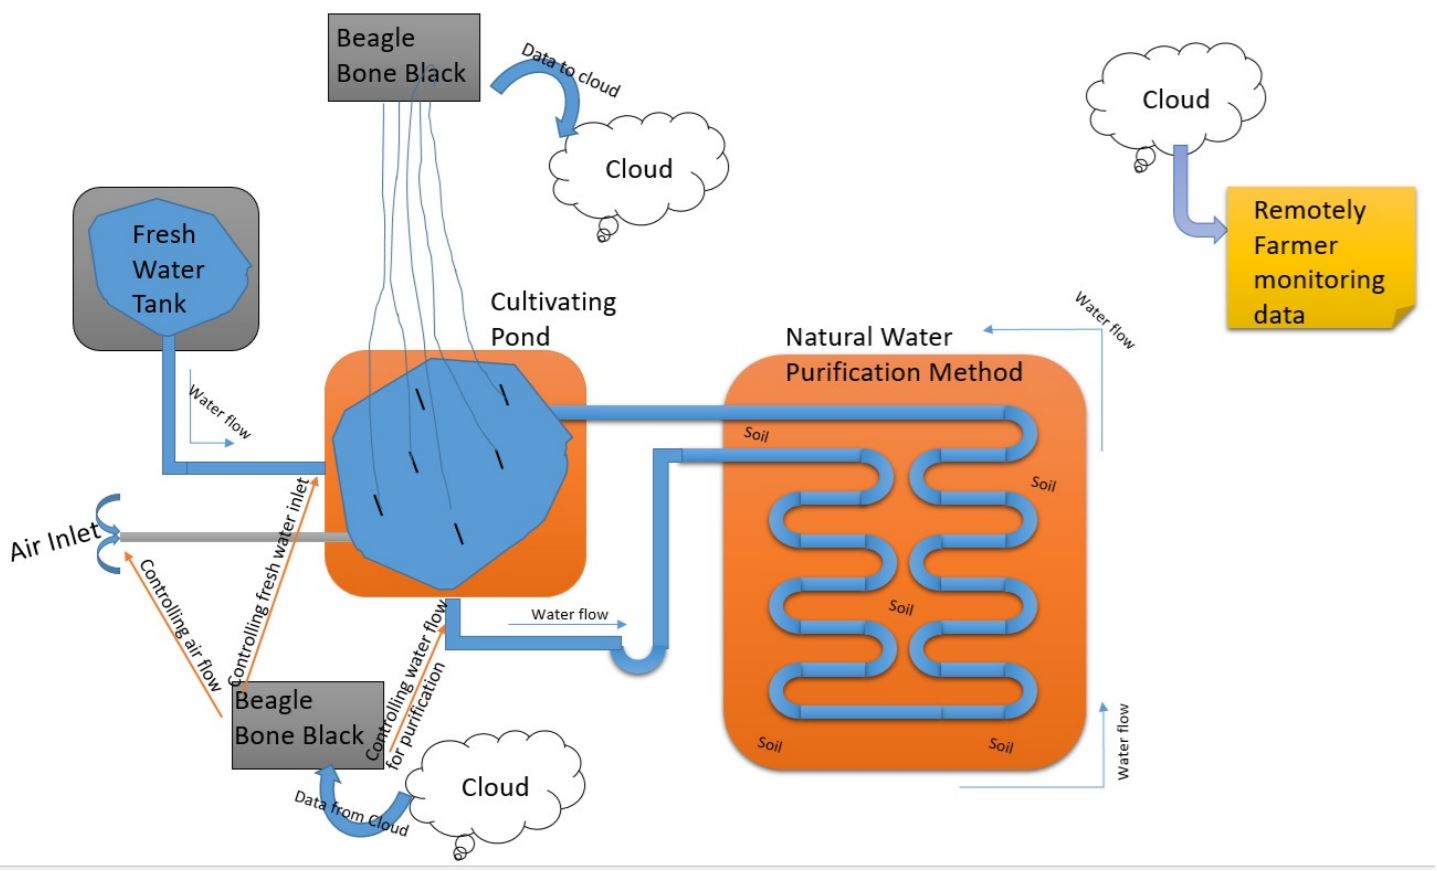 Beagle
Bone Black
Data to cloud
Cloud
Cloud
Remotely
Farmer
monitoring
data
Fresh
Water
Tank
Water flow
Cultivating
Pond
Natural Water
Purification Method
Water flow
Soil
Soil
Soil
Soil
Soil
Water flow
Air Inlet
Controlling air flow
Controlling fresh water inlet
Water flow
Controlling water flow
for purification
Beagle
Bone Black
Data from Cloud
Cloud